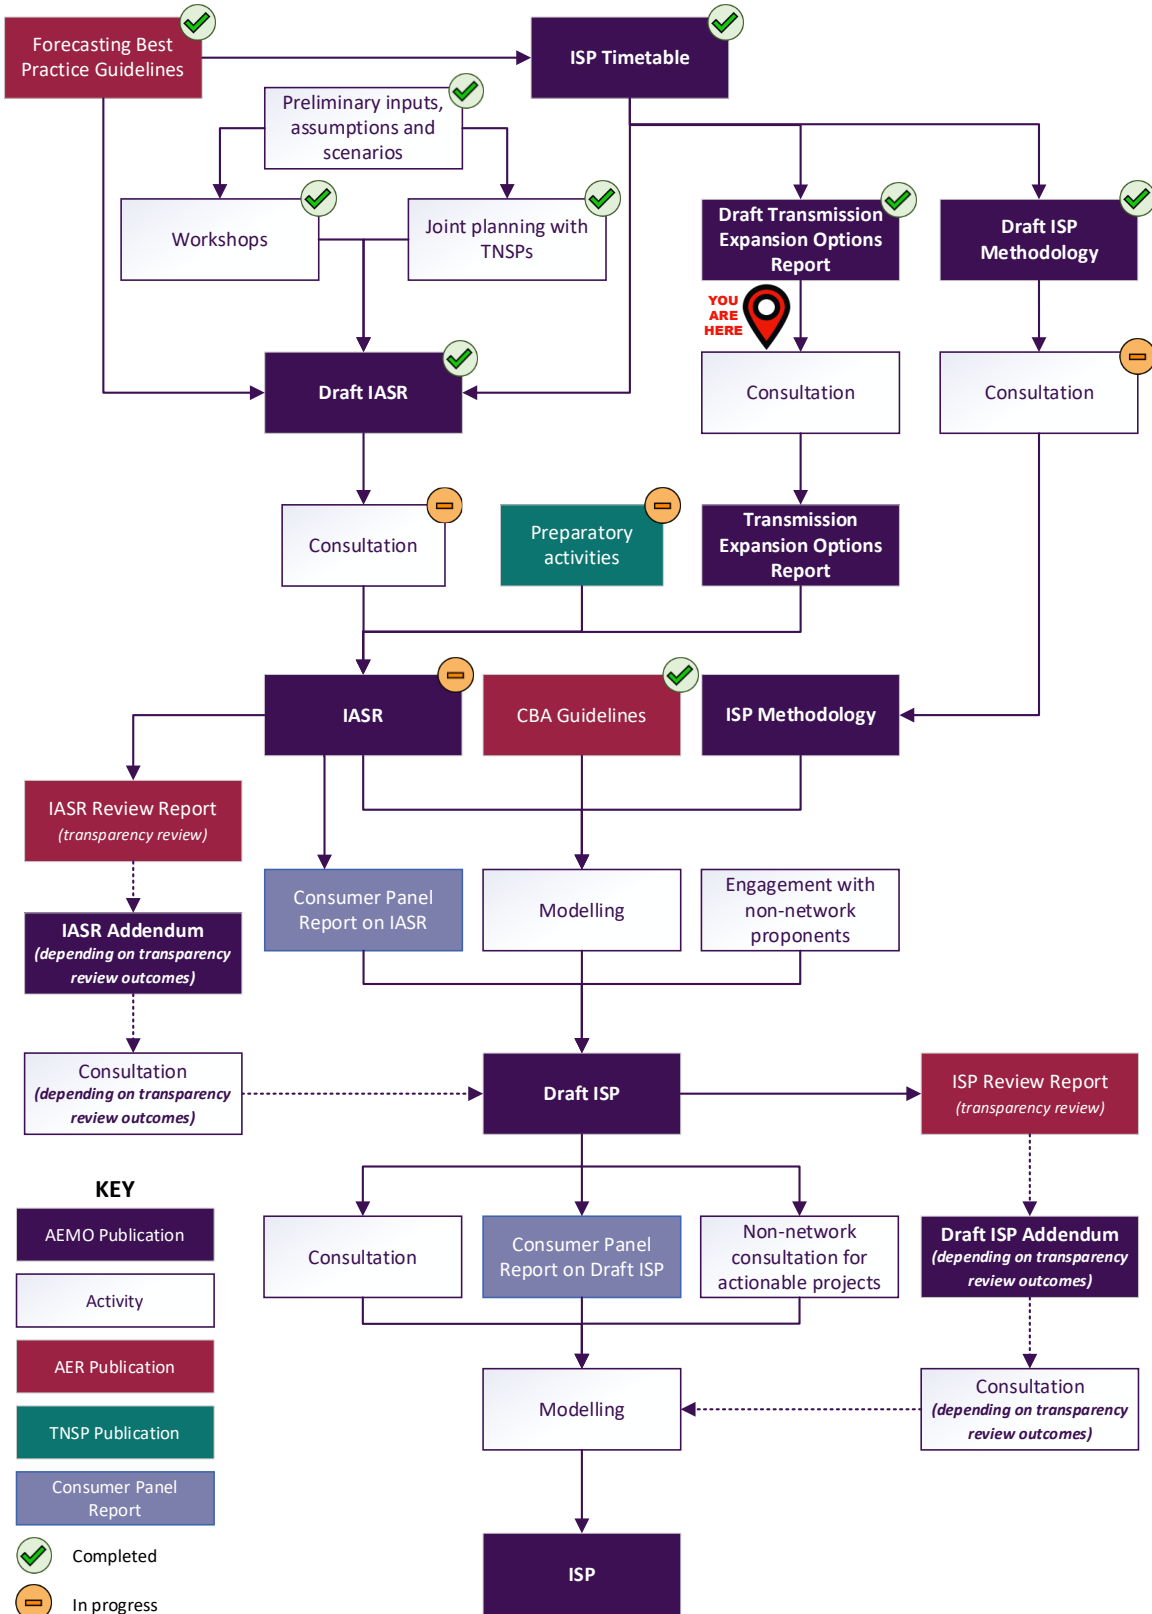 Forecasting Best
Practice Guidelines
ISP Timetable
Preliminary inputs,
assumptions and
scenarios
Workshops
Joint planning with
TNSPs
Draft Transmission
Expansion Options
Report
Draft ISP
Methodology
YOU
ARE
HERE
Draft IASR
Consultation
Consultation
Consultation
Preparatory
activities
Transmission
Expansion Options
Report
IASR
CBA Guidelines
ISP Methodology
IASR Review Report
(transparency review)
Consumer Panel
Report on IASR
Modelling
Engagement with
non-network
proponents
IASR Addendum
(depending on transparency
review outcomes)
Consultation
(depending on transparency
review outcomes)
Draft ISP
ISP Review Report
(transparency review)
KEY
AEMO Publication
Activity
AER Publication
TNSP Publication
Consumer Panel
Report
Completed
In progress
Consultation
Consumer Panel
Report on Draft ISP
Non-network
consultation for
actionable projects
Draft ISP Addendum
(depending on transparency
review outcomes)
Modelling
Consultation
(depending on transparency
review outcomes)
ISP